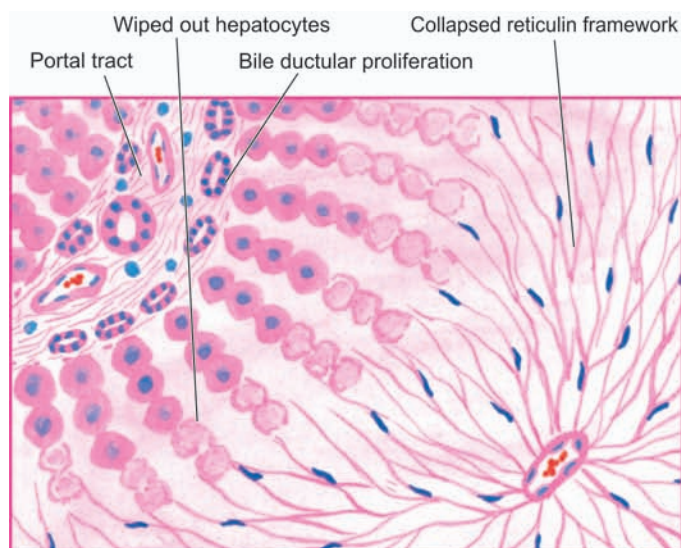 Wiped out hepatocytes
Collapsed reticulin framework
Portal tract
Bile ductular proliferation